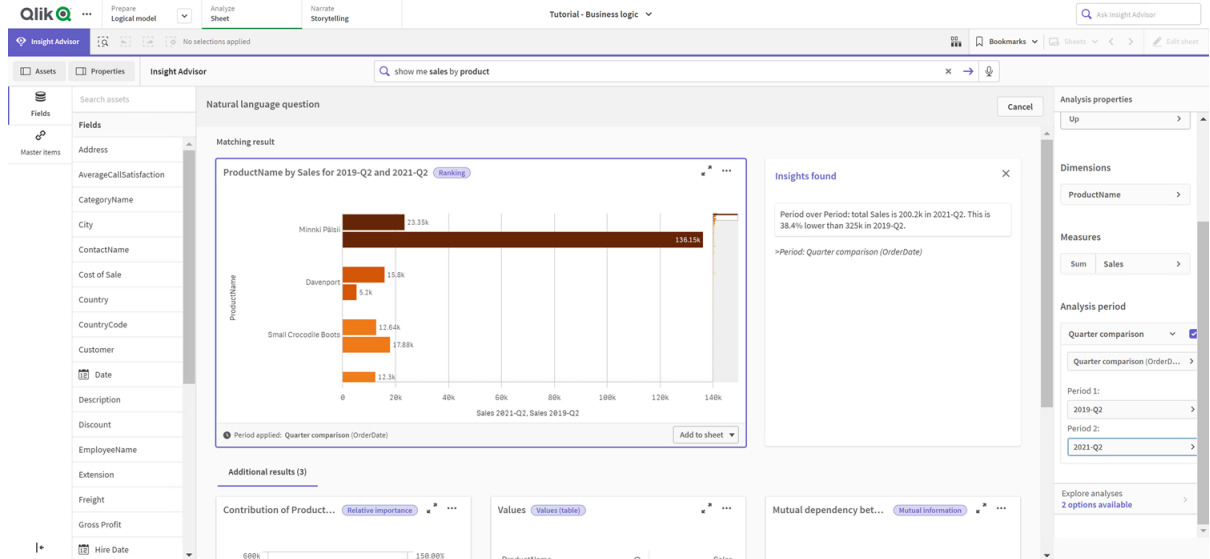 Qlik
Prepare
Logical model
Analyze
Sheet
Narrate
Storytelling
Tutorial - Business logic
Ask Insight Advisor
Insight Advisor
No selections applied
Bookmarks
Sheets
Edit sheet
Assets
Properties
Insight Advisor
show me sales by product
Fields
Master items
Search assets
Fields
Address
AverageCallSatisfaction
CategoryName
City
ContactName
Cost of Sale
Country
CountryCode
Customer
Date
Description
Discount
EmployeeName
Extension
Freight
Gross Profit
Hire Date
Natural language question
Cancel
Matching result
ProductName by Sales for 2019-Q2 and 2021-Q2 Ranking
ProductName
Minnki Pälsii
23.35k
136.15k
Davenport
15.8k
5.2k
Small Crocodile Boots
12.64k
17.88k
12.3k
0 20k 40k 60k 80k 100k 120k 140k
Sales 2021-Q2, Sales 2019-Q2
Period applied: Quarter comparison (OrderDate)
Add to sheet
Insights found
Period over Period: total Sales is 200.2k in 2021-Q2. This is
38.4% lower than 325k in 2019-Q2.
>Period: Quarter comparison (OrderDate)
Additional results (3)
Contribution of Product... Relative importance
600k 150.00%
Values Values (table)
ProductName Sales
Mutual dependency bet... Mutual information
Analysis properties
Up
Dimensions
ProductName
Measures
Sum Sales
Analysis period
Quarter comparison
Quarter comparison (OrderD...
Period 1:
2019-Q2
Period 2:
2021-Q2
Explore analyses
2 options available